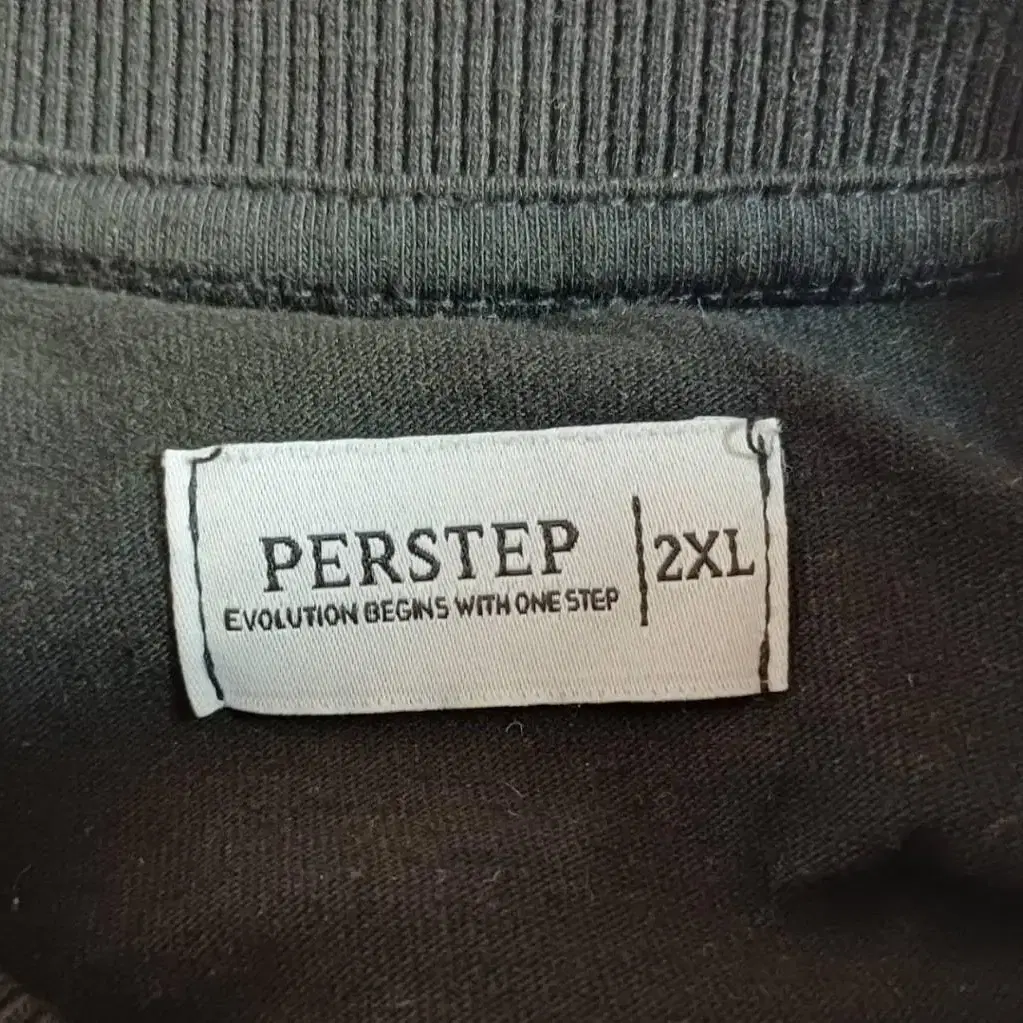 PERSTEP
EVOLUTION BEGINS WITH ONE STEP
2XL